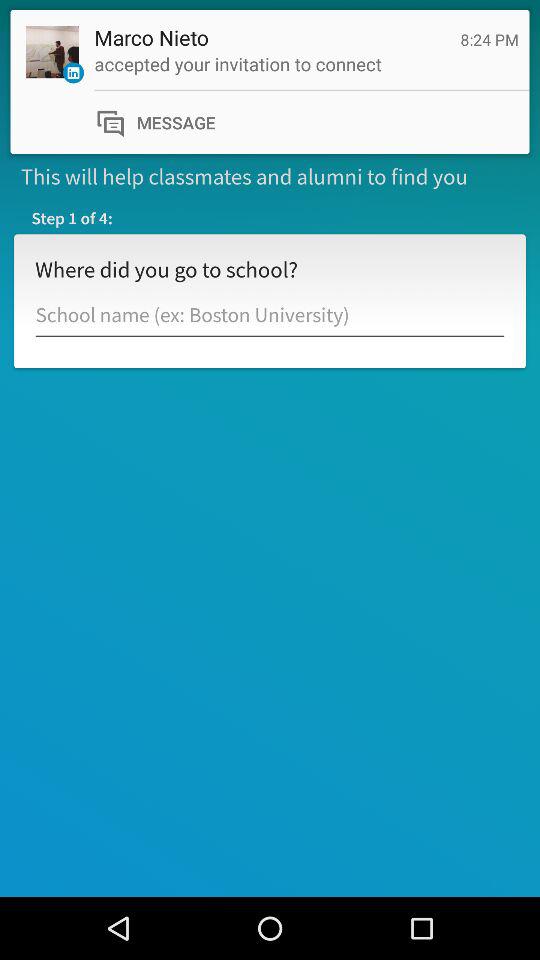 Marco Nieto
8:24 PM
in
accepted your invitation to connect
MESSAGE
This will help classmates and alumni to find you
Step 1 of 4:
Where did you go to school?
School name (ex: Boston University)